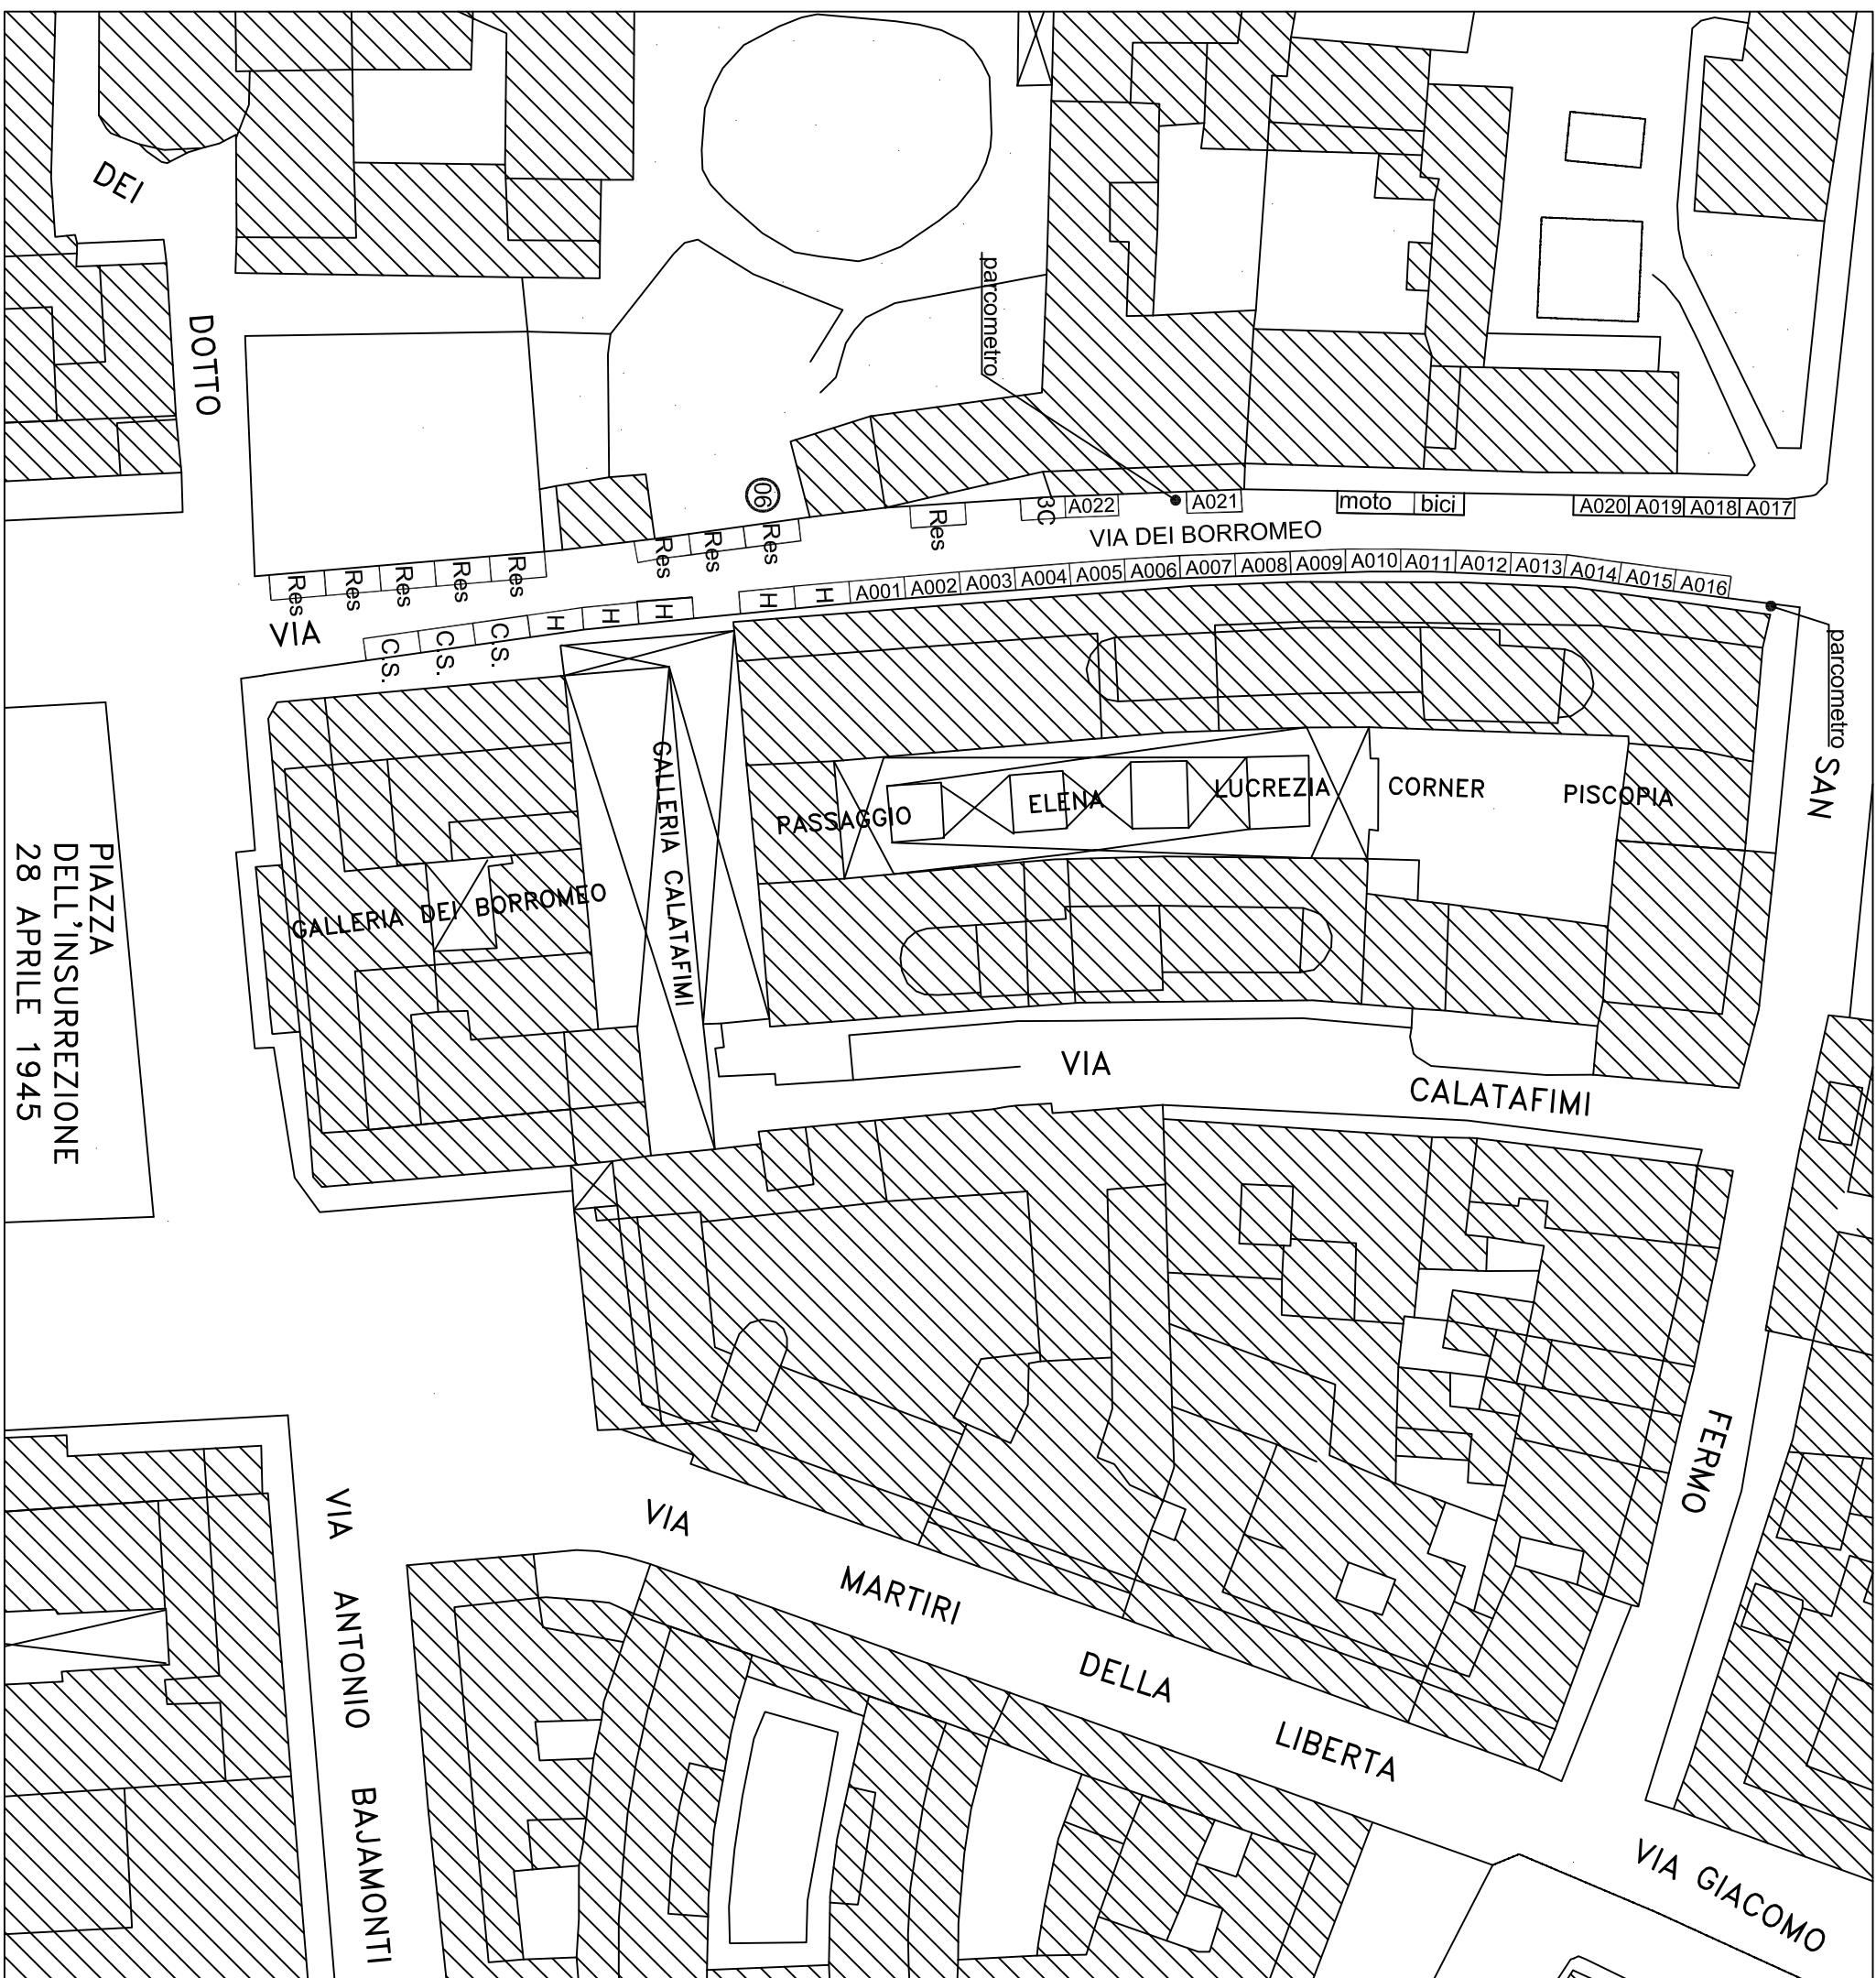 DEI
DOTTO
parcometro
06
Res
Res
Res
Res
3C
A022
A021
moto
bici
A020
A019
A018
A017
VIA DEI BORROMEO
Res
Res
Res
Res
Res
H
H
A001
A002
A003
A004
A005
A006
A007
A008
A009
A010
A011
A012
A013
A014
A015
A016
VIA
C.S.
C.S.
C.S.
H
H
H
parcometro
SAN
GALLERIA CALATAFIMI
PASSAGGIO
ELENA
LUCREZIA
CORNER
PISCOPIA
GALLERIA DEI BORROMEO
PIAZZA
DELL'INSURREZIONE
28 APRILE 1945
VIA
CALATAFIMI
FERMO
VIA
MARTIRI
DELLA
LIBERTA
VIA
ANTONIO
BAJAMONTI
VIA GIACOMO